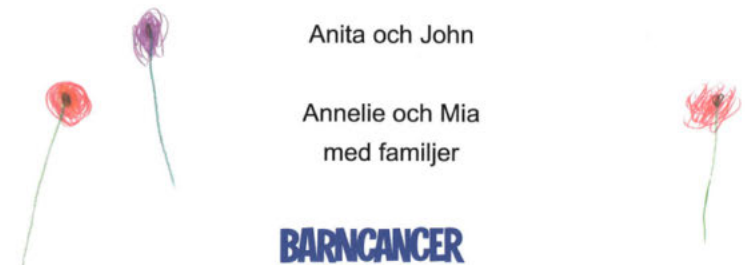 Anita och John
Annelie och Mia
med familjer
BARNCANCER